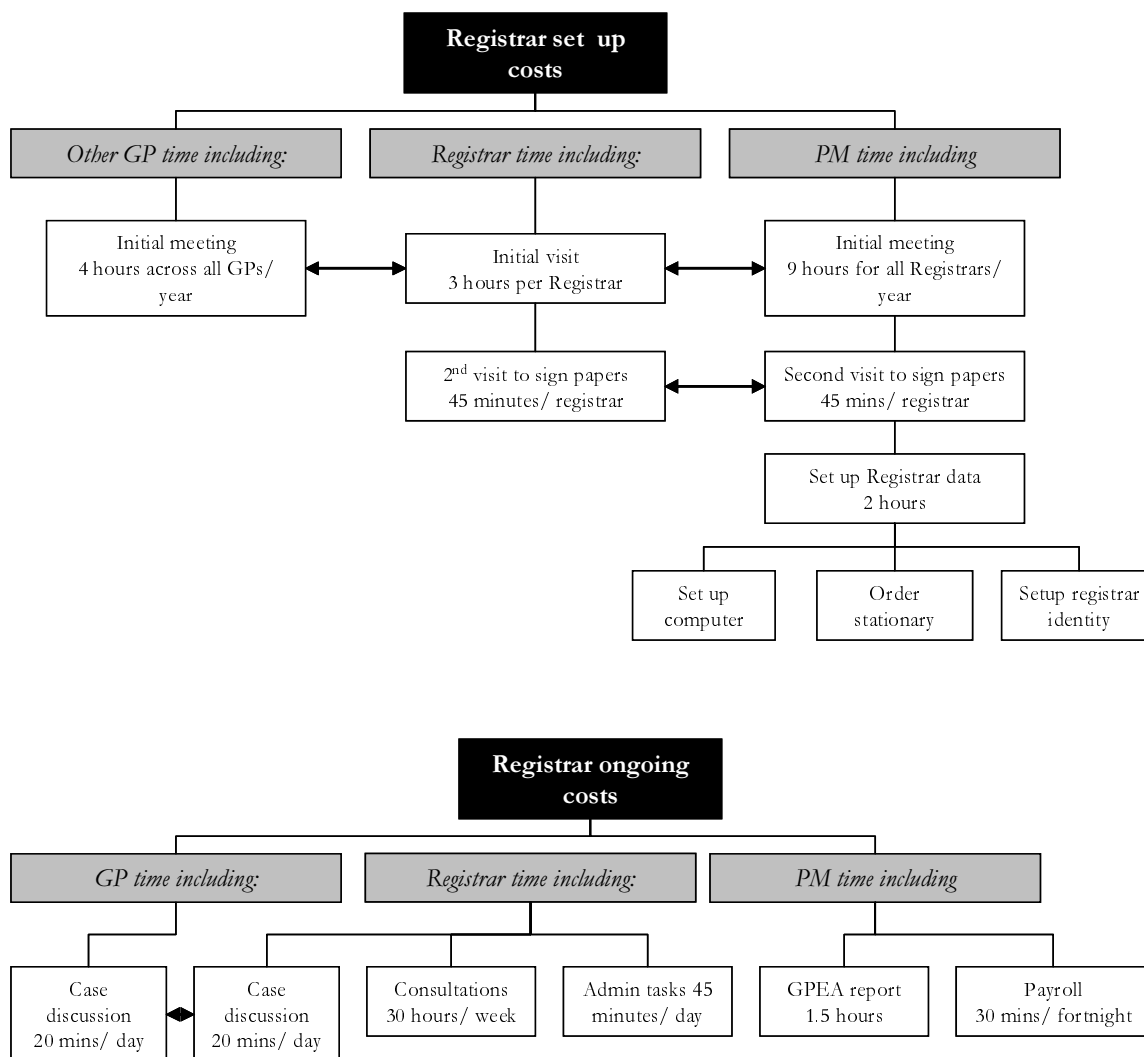 Registrar set up
costs
Other GP time including:
Registrar time including:
PM time including
Initial meeting
4 hours across all GPs/
year
Initial visit
3 hours per Registrar
Initial meeting
9 hours for all Registrars/
year
2nd visit to sign papers
45 minutes/ registrar
Second visit to sign papers
45 mins/ registrar
Set up Registrar data
2 hours
Set up
computer
Order
stationary
Setup registrar
identity
Registrar ongoing
costs
GP time including:
Registrar time including:
PM time including
Case
discussion
20 mins/ day
Case
discussion
20 mins/ day
Consultations
30 hours/ week
Admin tasks 45
minutes/ day
GPEA report
1.5 hours
Payroll
30 mins/ fortnight